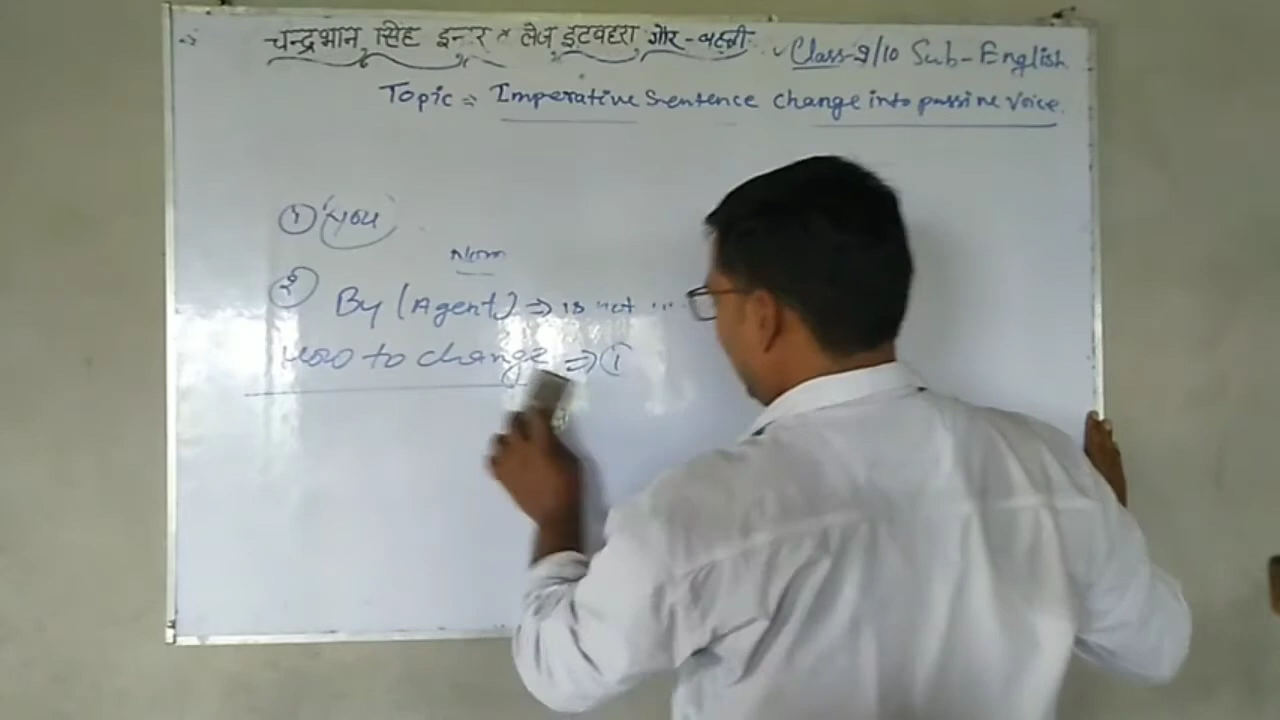 चन्द्रभान सिंह इन्टर कॉलेज इटवहरा गौर-बस्ती Class-9/10 Sub-English
Topic ⇒ Imperative Sentence change into passive voice.
① 'You'
Nom
② By (Agent) ⇒ is not ...
How to change ⇒ ①